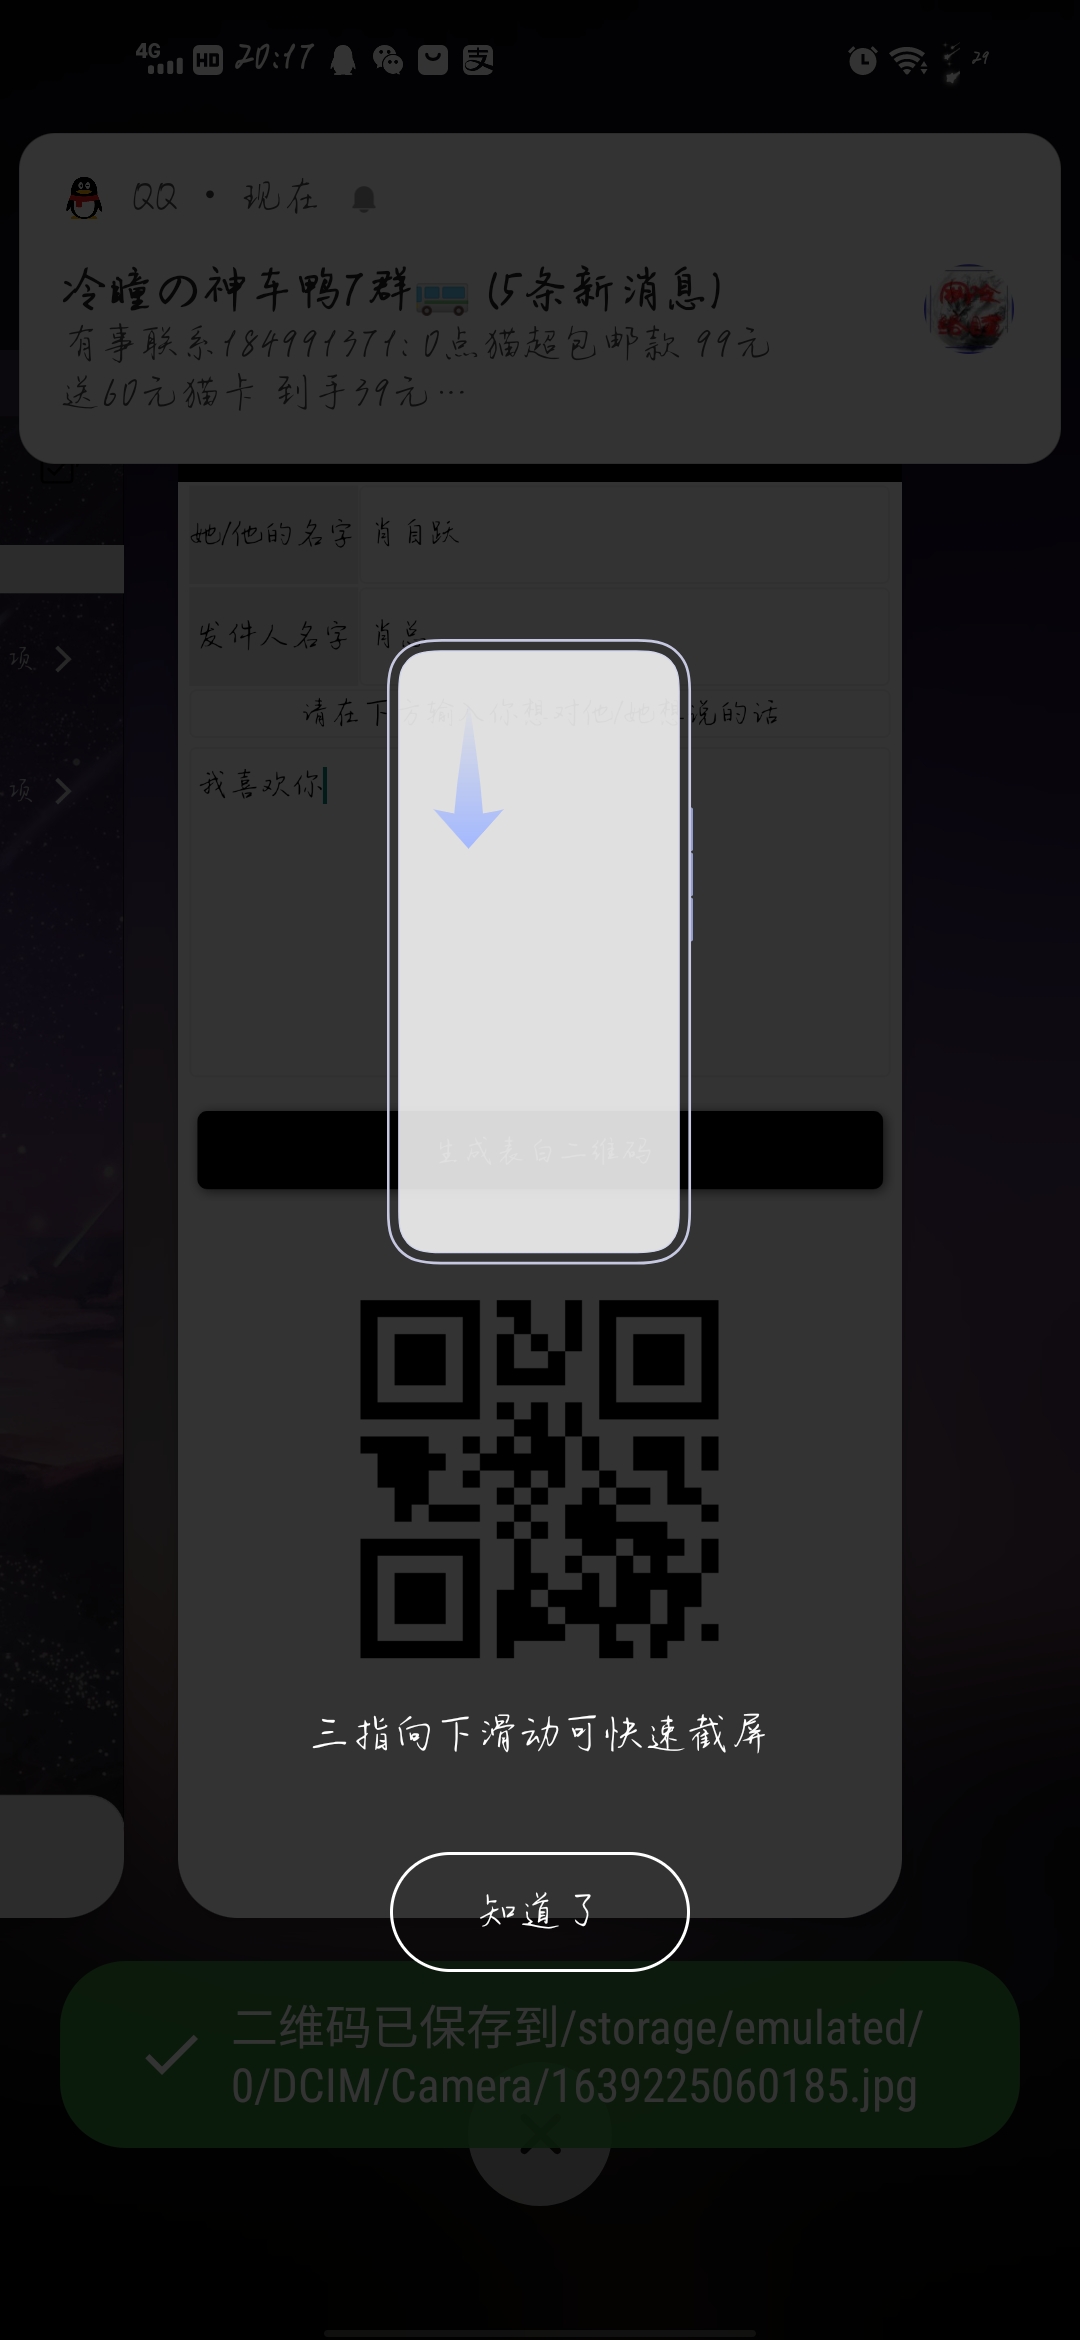 4G HD 20:17 支 29
QQ • 现在
冷瞳の神车鸭7群🚌 (5条新消息)
有事联系184991371: 0点猫超包邮款 99元
送60元猫卡 到手39元…
她/他的名字 肖自跃
发件人名字 肖总
请在下方输入你想对他/她想说的话
项
我喜欢你
项
生成表白二维码
三指向下滑动可快速截屏
知道了
二维码已保存到/storage/emulated/
0/DCIM/Camera/1639225060185.jpg